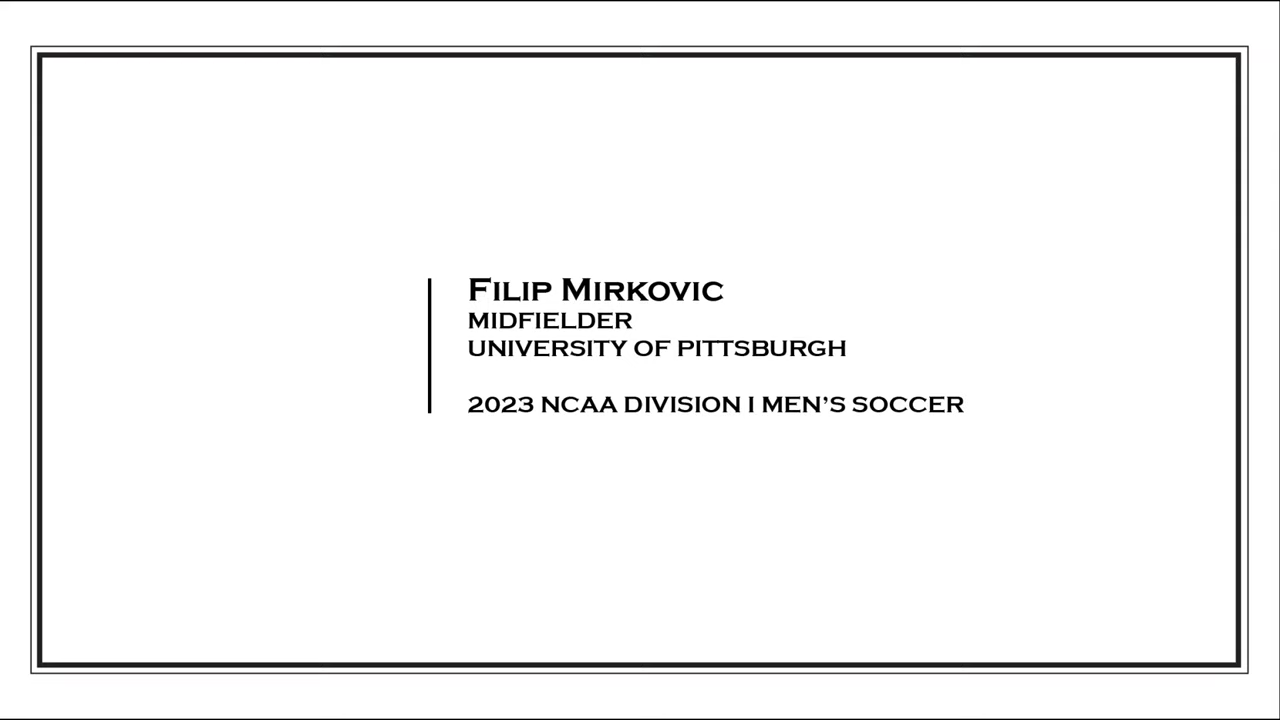 Filip Mirkovic
MIDFIELDER
UNIVERSITY OF PITTSBURGH
2023 NCAA DIVISION I MEN’S SOCCER